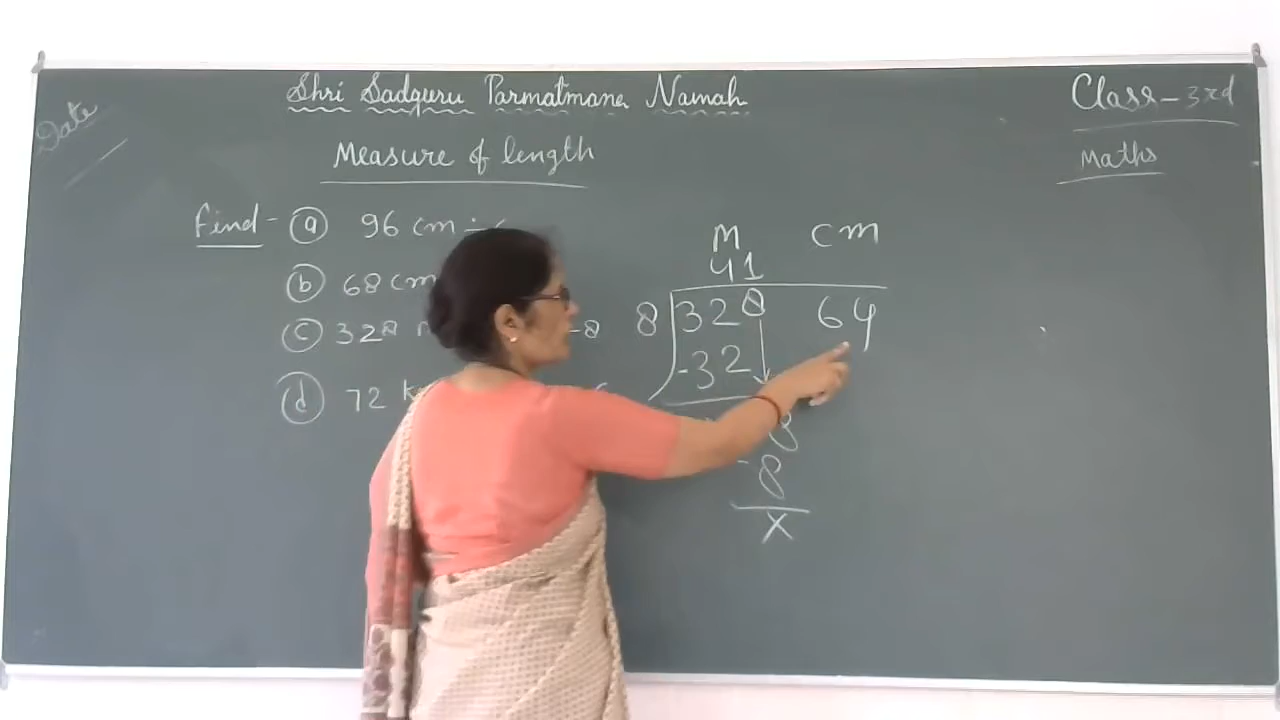 Date
Shri Sadguru Parmatmane Namah
Class - 3rd
Measure of length
Maths
Find - (a) 96 cm ÷
(b) 68 cm
(c) 328 8
(d) 72
M cm
41
8 328 64
-32
8
-8
x